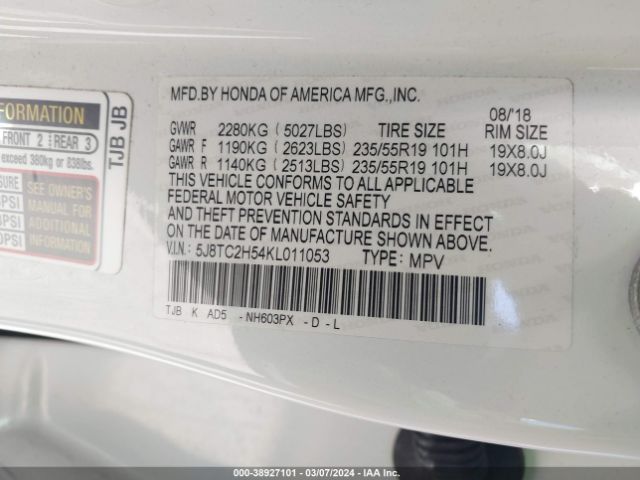 FORMATION
FRONT 2 REAR 3
exceed 380kg or 838lbs.
SEE OWNER'S
MANUAL FOR
ADDITIONAL
INFORMATION
TJB JB
MFD.BY HONDA OF AMERICA MFG.,INC.
08/'18
GVWR 2280KG (5027LBS) TIRE SIZE RIM SIZE
GAWR F 1190KG (2623LBS) 235/55R19 101H 19X8.0J
GAWR R 1140KG (2513LBS) 235/55R19 101H 19X8.0J
THIS VEHICLE CONFORMS TO ALL APPLICABLE
FEDERAL MOTOR VEHICLE SAFETY
AND THEFT PREVENTION STANDARDS IN EFFECT
ON THE DATE OF MANUFACTURE SHOWN ABOVE.
V.I.N: 5J8TC2H54KL011053 TYPE: MPV
TJB K AD5 -NH603PX -D -L
000-38927101 — 03/07/2024 — IAA Inc.